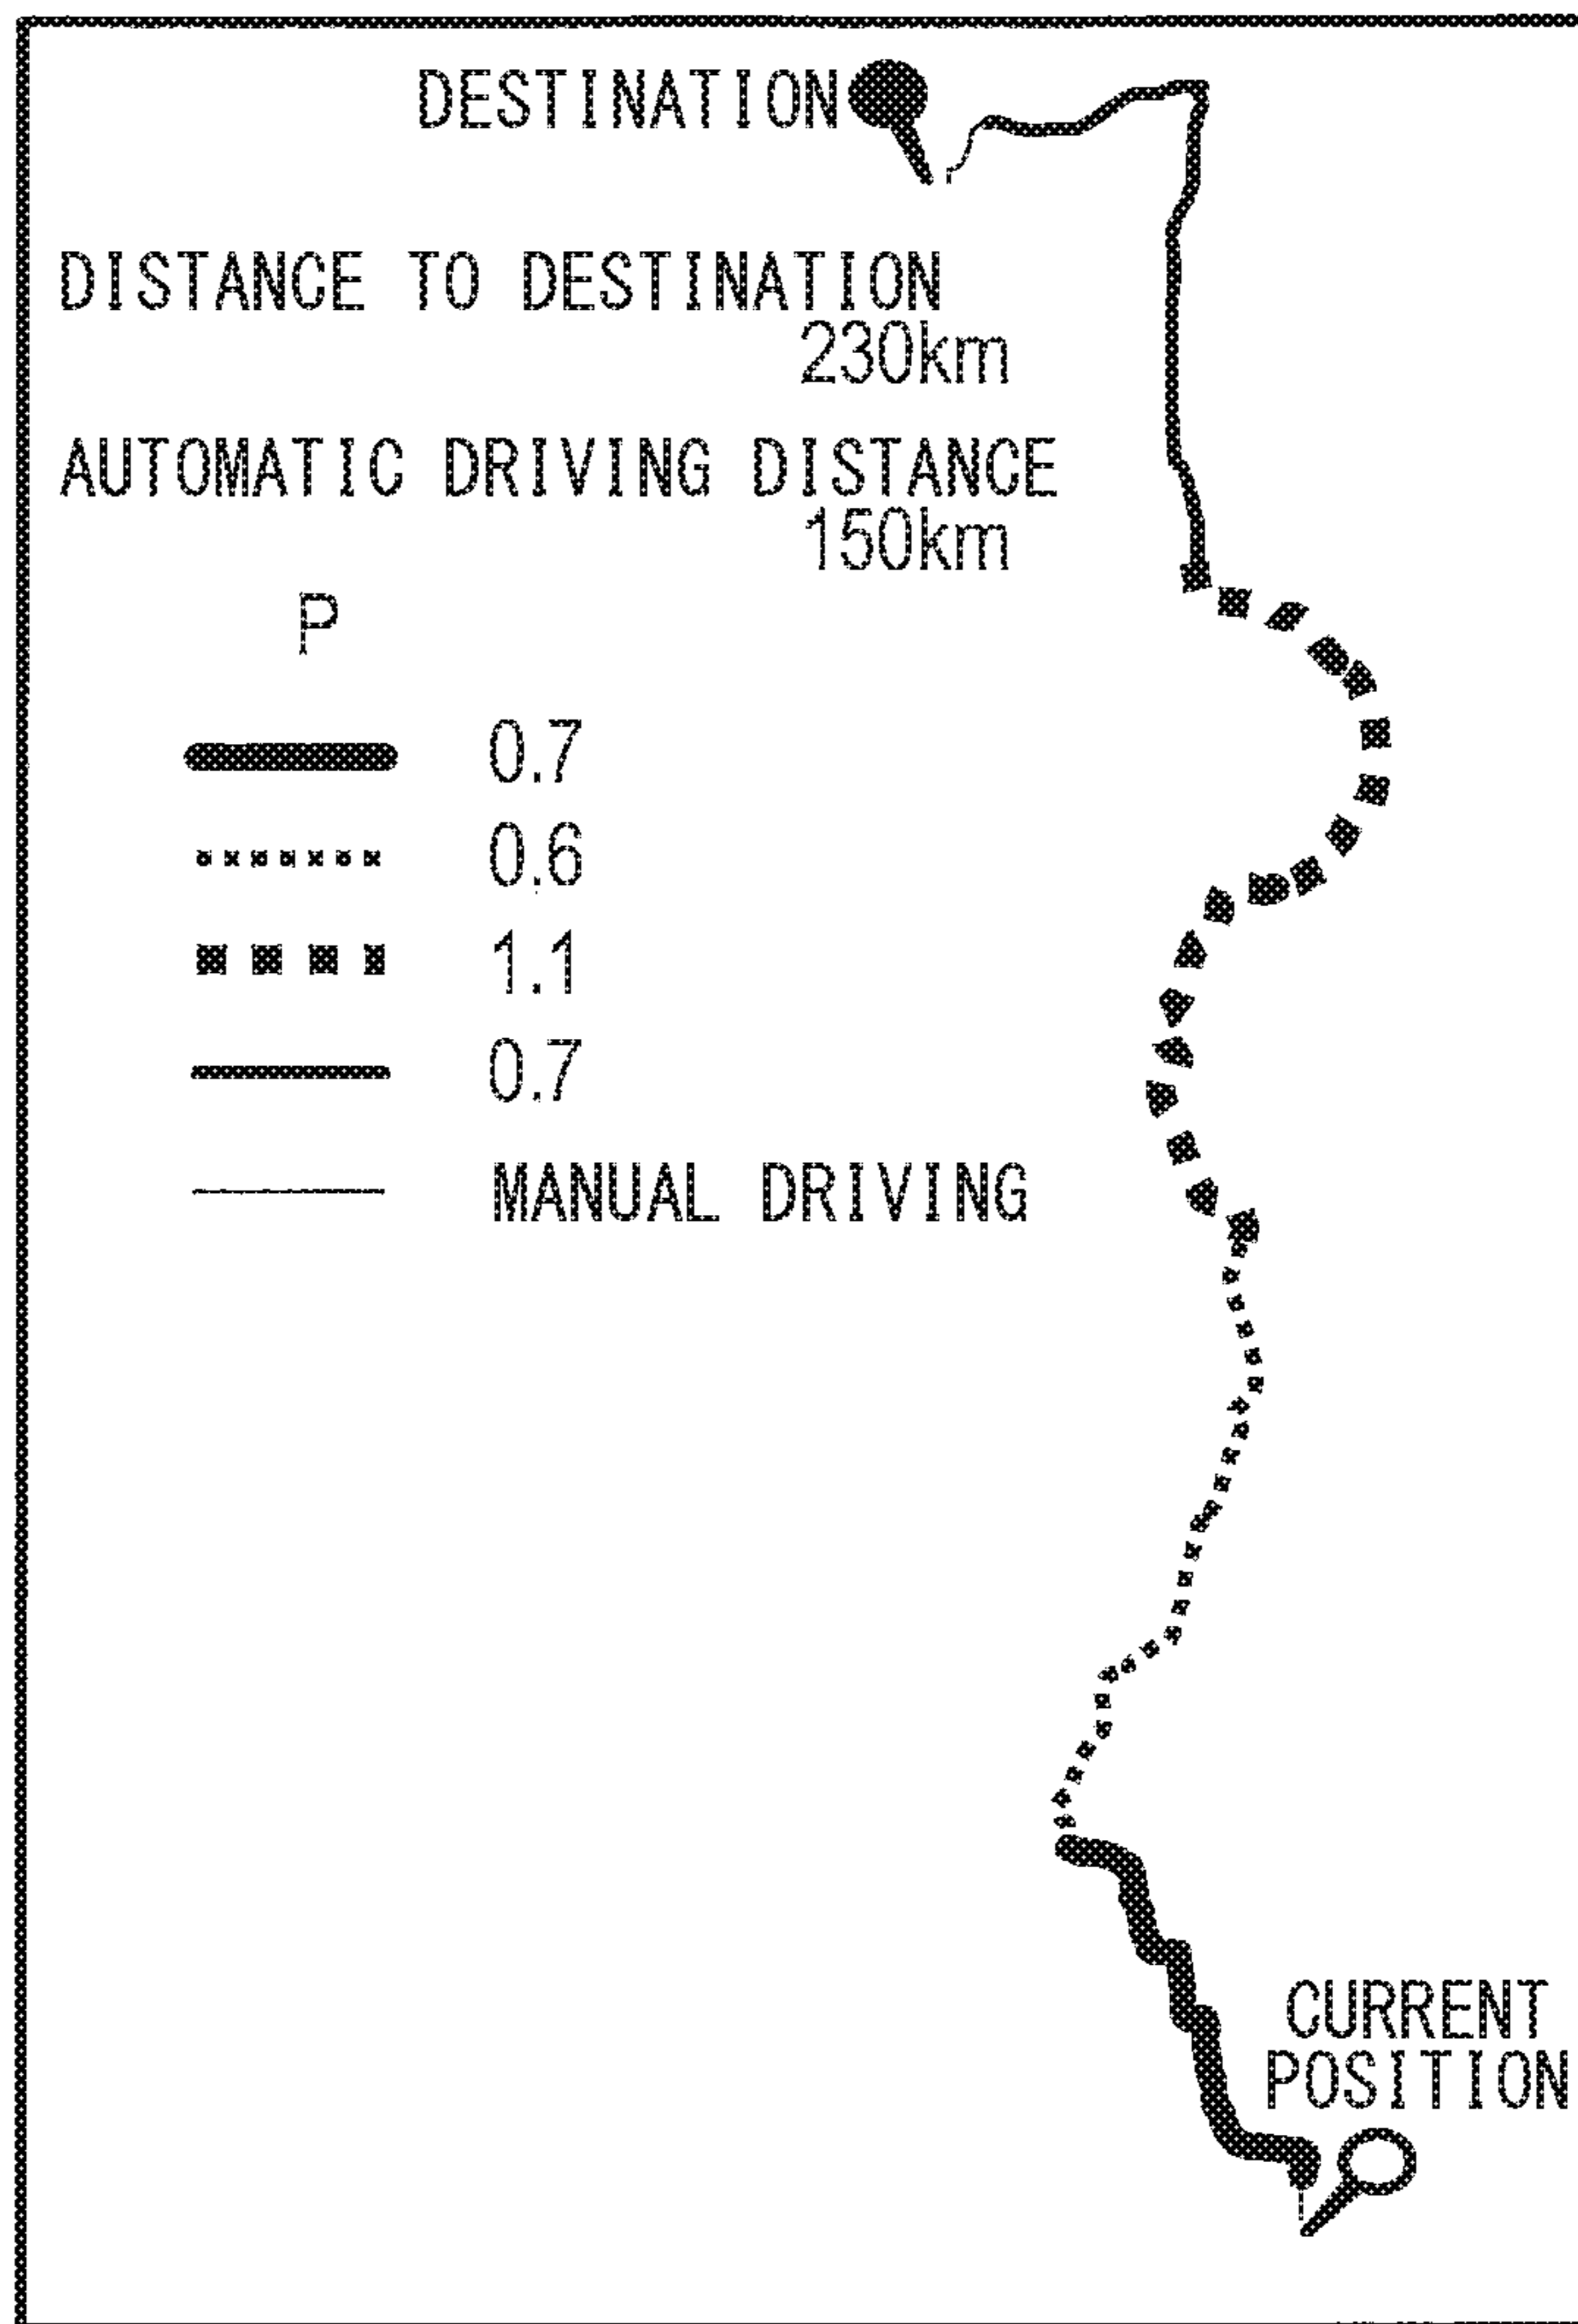 DESTINATION
DISTANCE TO DESTINATION
230km
AUTOMATIC DRIVING DISTANCE
150km
P
0.7
0.6
1.1
0.7
MANUAL DRIVING
CURRENT
POSITION